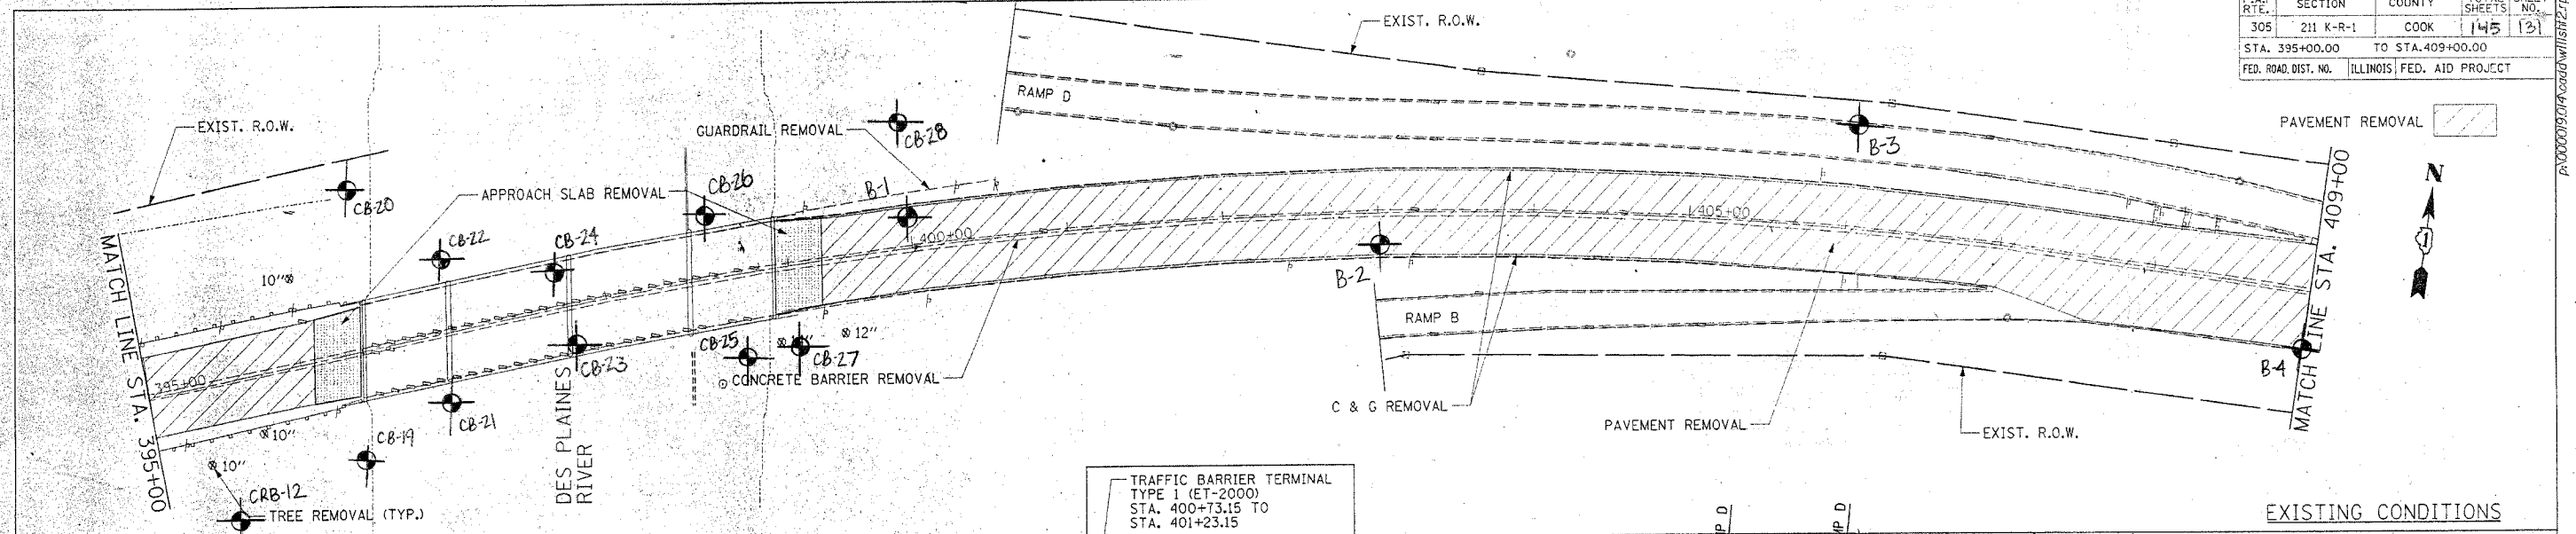 RTE.
SECTION
COUNTY
SHEETS
NO.
305
211 K-R-1
COOK
145
131
STA. 395+00.00 TO STA.409+00.00
FED. ROAD. DIST. NO.
ILLINOIS
FED. AID PROJECT
PAVEMENT REMOVAL
N
EXIST. R.O.W.
RAMP D
EXIST. R.O.W.
GUARDRAIL REMOVAL
CB-28
B-3
CB-20
APPROACH SLAB REMOVAL
CB-26
B-1
MATCH LINE STA. 409+00
405+00
400+00
CB-22
CB-24
B-2
10"
MATCH LINE STA. 395+00
RAMP B
CB-25
12"
CB-27
CB-23
CONCRETE BARRIER REMOVAL
B-4
395+00
CB-21
C & G REMOVAL
PAVEMENT REMOVAL
EXIST. R.O.W.
10"
CB-19
DES PLAINES
RIVER
10"
CRB-12
TREE REMOVAL (TYP.)
TRAFFIC BARRIER TERMINAL
TYPE 1 (ET-2000)
STA. 400+73.15 TO
STA. 401+23.15
EXISTING CONDITIONS